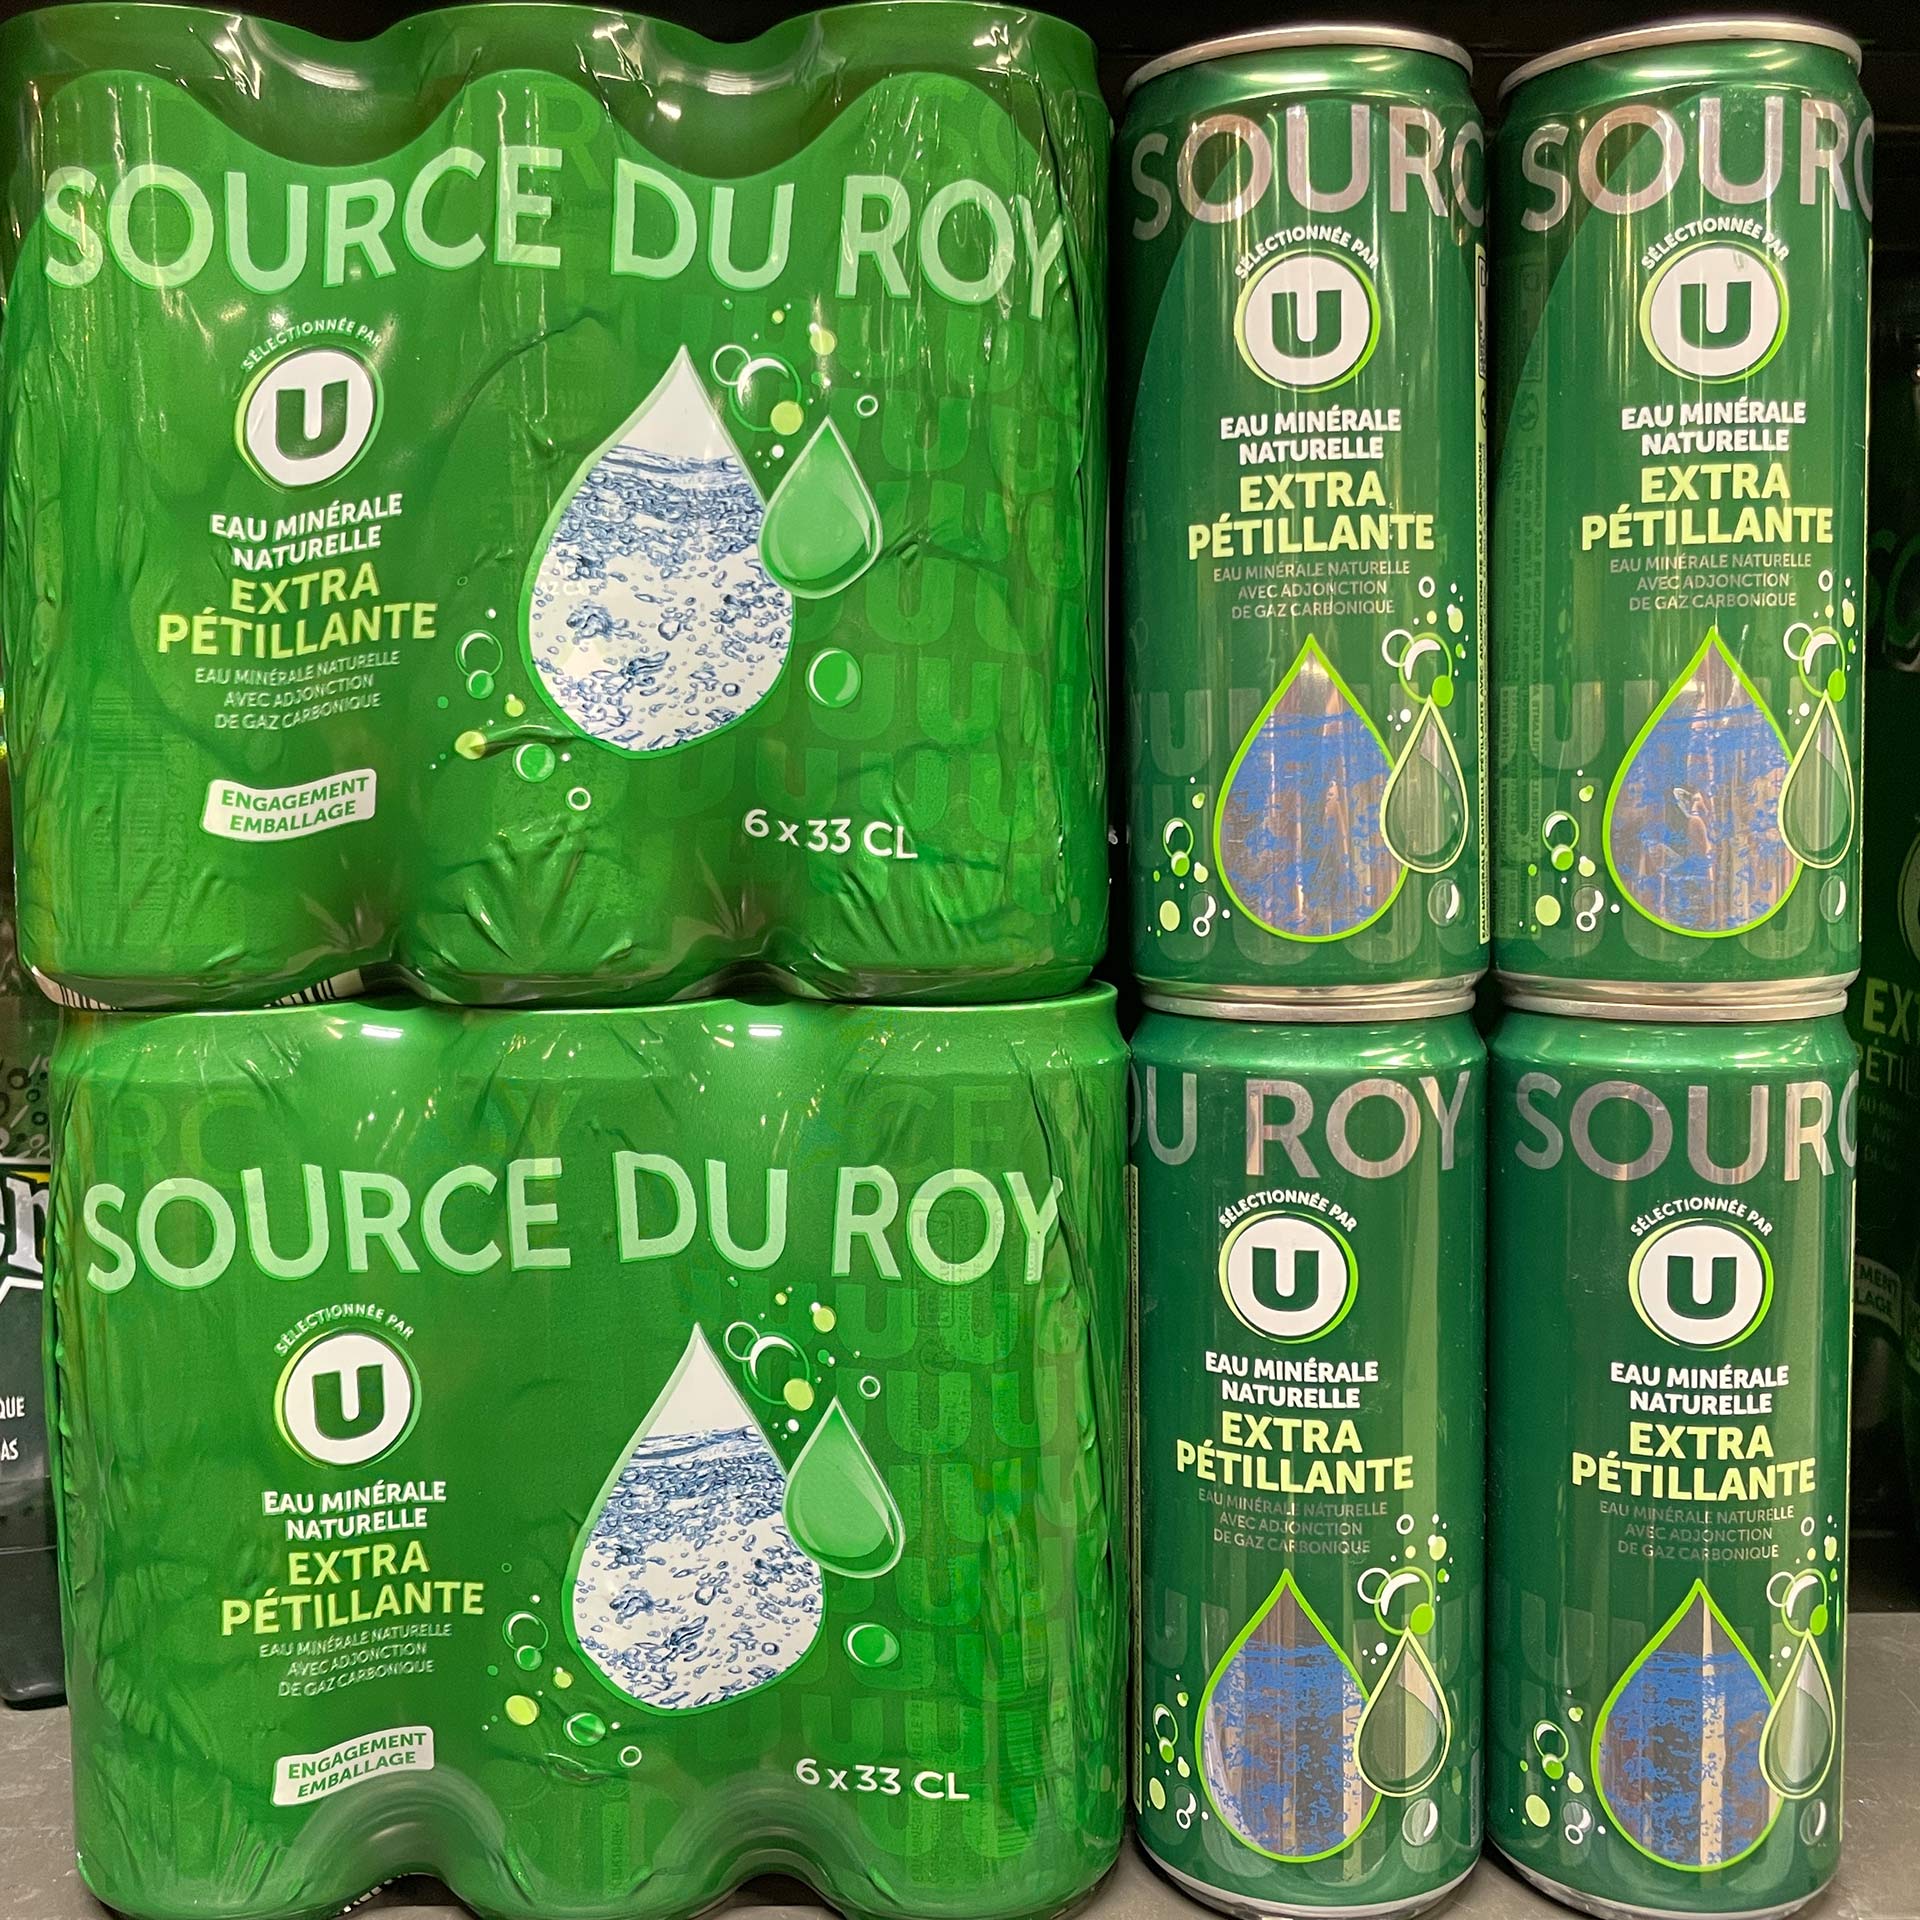 SOURCE DU ROY
SÉLECTIONNÉE PAR
U
EAU MINÉRALE
NATURELLE
EXTRA
PÉTILLANTE
EAU MINÉRALE NATURELLE
AVEC ADJONCTION
DE GAZ CARBONIQUE
ENGAGEMENT
EMBALLAGE
6 x 33 CL
SOURC
SÉLECTIONNÉE PAR
U
EAU MINÉRALE
NATURELLE
EXTRA
PÉTILLANTE
EAU MINÉRALE NATURELLE
AVEC ADJONCTION
DE GAZ CARBONIQUE
SOURC
SÉLECTIONNÉE PAR
U
EAU MINÉRALE
NATURELLE
EXTRA
PÉTILLANTE
EAU MINÉRALE NATURELLE
AVEC ADJONCTION
DE GAZ CARBONIQUE
SOURCE DU ROY
SÉLECTIONNÉE PAR
U
EAU MINÉRALE
NATURELLE
EXTRA
PÉTILLANTE
EAU MINÉRALE NATURELLE
AVEC ADJONCTION
DE GAZ CARBONIQUE
ENGAGEMENT
EMBALLAGE
6 x 33 CL
DU ROY
SÉLECTIONNÉE PAR
U
EAU MINÉRALE
NATURELLE
EXTRA
PÉTILLANTE
EAU MINÉRALE NATURELLE
AVEC ADJONCTION
DE GAZ CARBONIQUE
SOURC
SÉLECTIONNÉE PAR
U
EAU MINÉRALE
NATURELLE
EXTRA
PÉTILLANTE
EAU MINÉRALE NATURELLE
AVEC ADJONCTION
DE GAZ CARBONIQUE